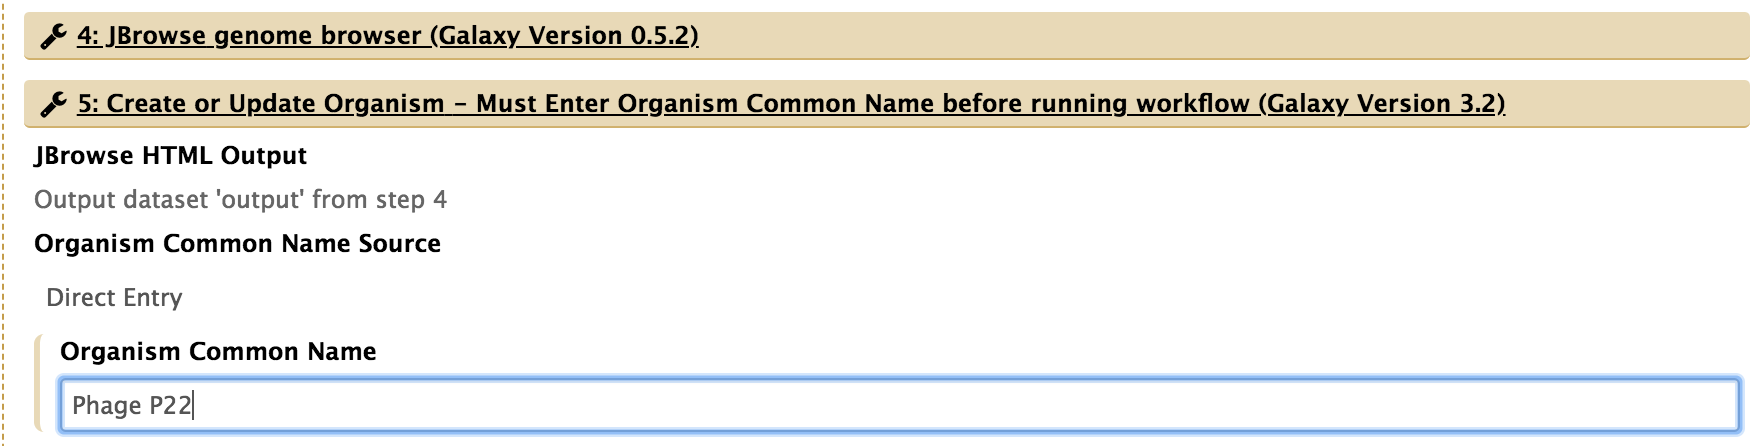 4: JBrowse genome browser (Galaxy Version 0.5.2)
5: Create or Update Organism – Must Enter Organism Common Name before running workflow (Galaxy Version 3.2)
JBrowse HTML Output
Output dataset 'output' from step 4
Organism Common Name Source
Direct Entry
Organism Common Name
Phage P22